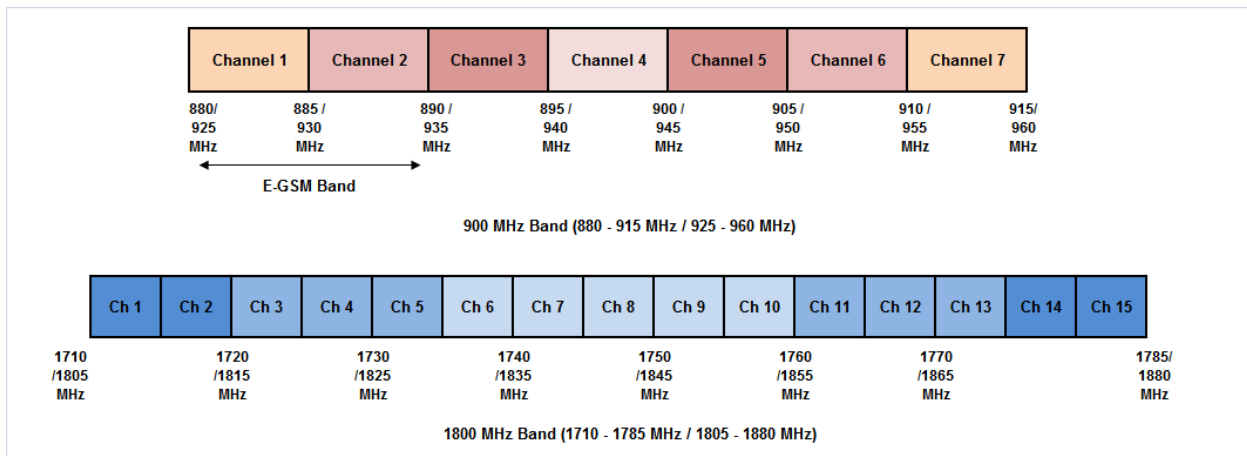 Channel 1 Channel 2 Channel 3 Channel 4 Channel 5 Channel 6 Channel 7
880/ 885 / 890 / 895 / 900 / 905 / 910 / 915/
925 930 935 940 945 950 955 960
MHz MHz MHz MHz MHz MHz MHz MHz
E-GSM Band
900 MHz Band (880 - 915 MHz / 925 - 960 MHz)
Ch 1 Ch 2 Ch 3 Ch 4 Ch 5 Ch 6 Ch 7 Ch 8 Ch 9 Ch 10 Ch 11 Ch 12 Ch 13 Ch 14 Ch 15
1710 1720 1730 1740 1750 1760 1770 1785/
/1805 /1815 /1825 /1835 /1845 /1855 /1865 1880
MHz MHz MHz MHz MHz MHz MHz MHz
1800 MHz Band (1710 - 1785 MHz / 1805 - 1880 MHz)